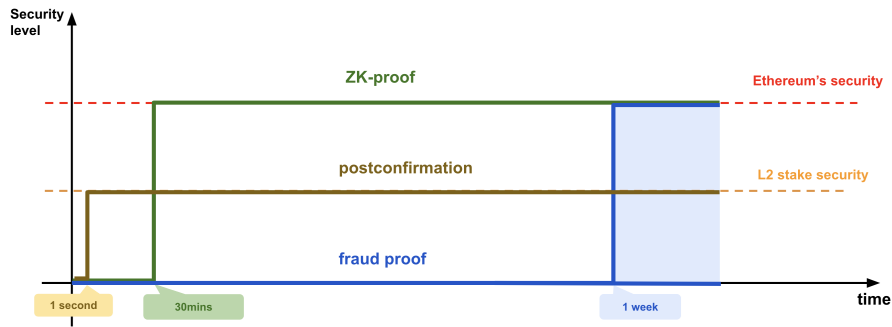 Security
level
ZK-proof
Ethereum's security
postconfirmation
L2 stake security
fraud proof
1 second
30mins
1 week
time